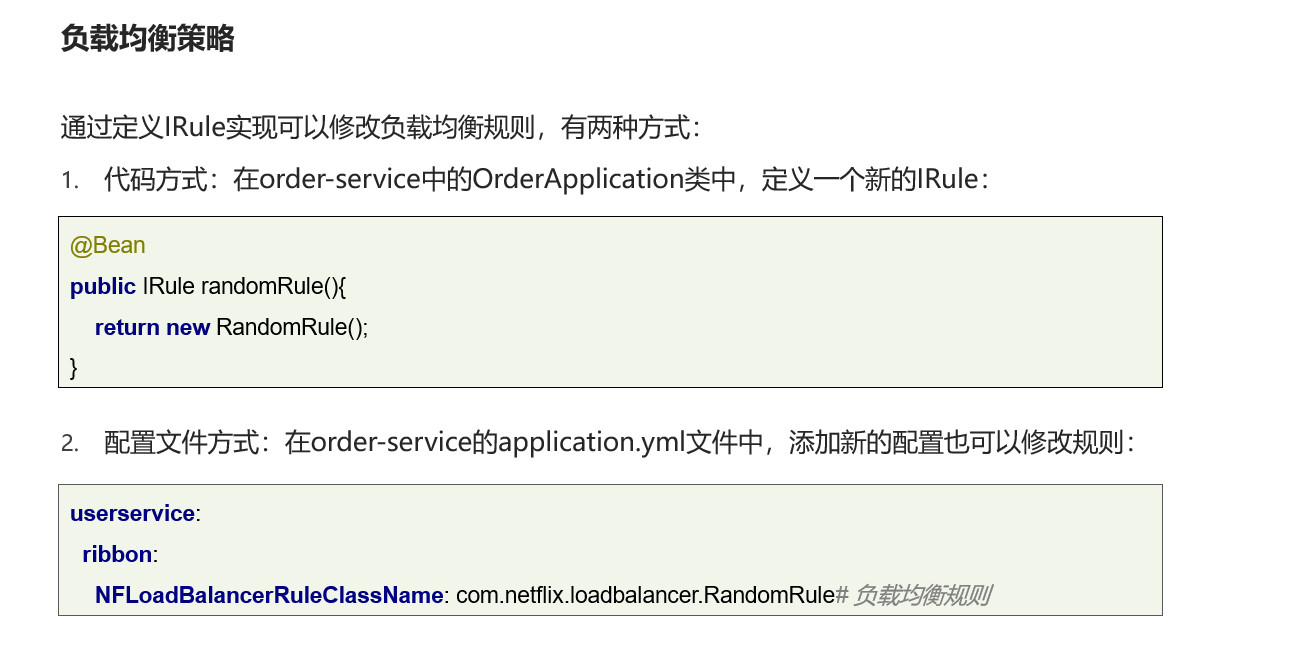 负载均衡策略
通过定义IRule实现可以修改负载均衡规则，有两种方式：
1. 代码方式：在order-service中的OrderApplication类中，定义一个新的IRule：
@Bean
public IRule randomRule(){
    return new RandomRule();
}
2. 配置文件方式：在order-service的application.yml文件中，添加新的配置也可以修改规则：
userservice:
  ribbon:
    NFLoadBalancerRuleClassName: com.netflix.loadbalancer.RandomRule# 负载均衡规则